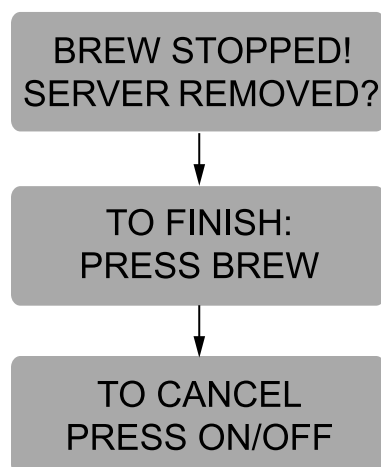 BREW STOPPED!
SERVER REMOVED?
TO FINISH:
PRESS BREW
TO CANCEL
PRESS ON/OFF